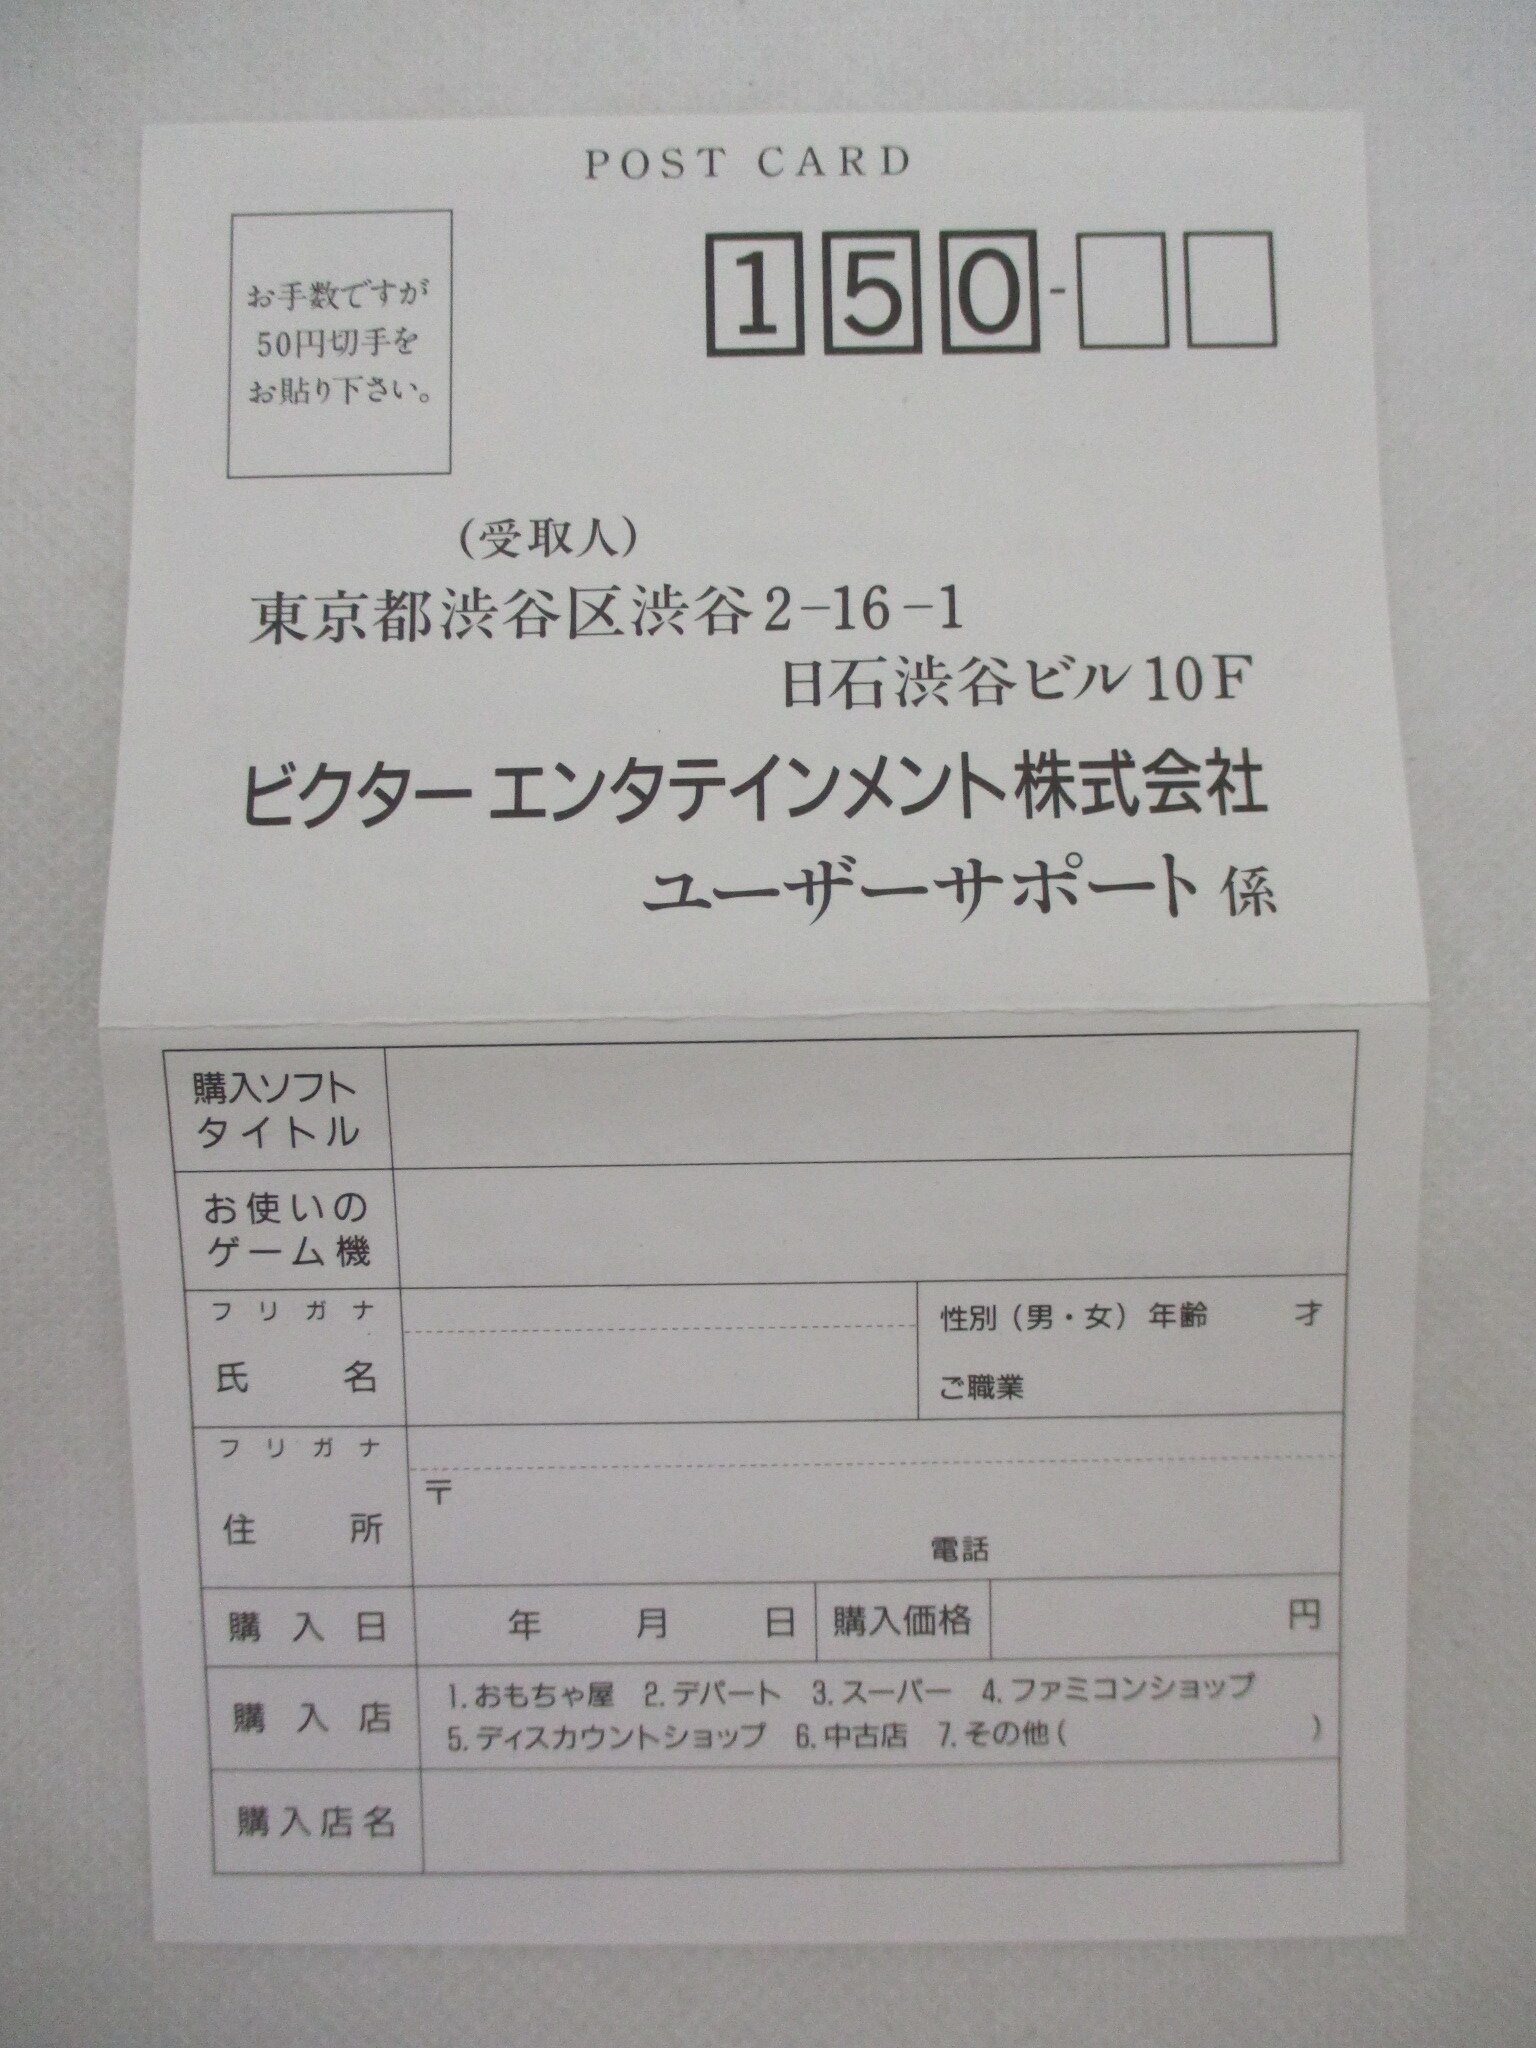 POST CARD
お手数ですが
50円切手を
お貼り下さい。
150-
(受取人)
東京都渋谷区渋谷2-16-1
日石渋谷ビル10F
ビクター エンタテインメント株式会社
ユーザーサポート 係
購入ソフト
タイトル
お使いの
ゲーム機
フリガナ
氏名
性別(男・女)年齢 才
ご職業
フリガナ
住所
〒
電話
購入日 年 月 日 購入価格 円
購入店
1.おもちゃ屋 2.デパート 3.スーパー 4.ファミコンショップ
5.ディスカウントショップ 6.中古店 7.その他( )
購入店名